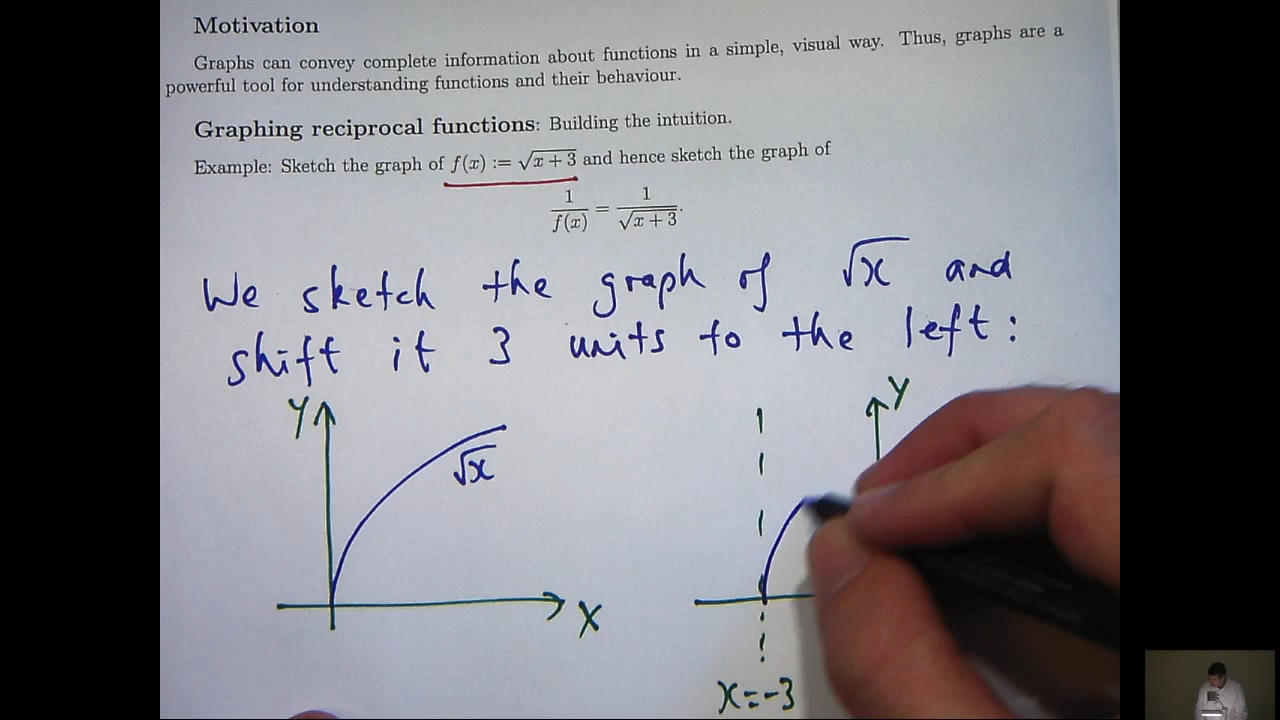 Motivation
Graphs can convey complete information about functions in a simple, visual way. Thus, graphs are a
powerful tool for understanding functions and their behaviour.
Graphing reciprocal functions: Building the intuition.
Example: Sketch the graph of f(x) := √(x + 3) and hence sketch the graph of
1/f(x) = 1/√(x + 3).
We sketch the graph of √x and
shift it 3 units to the left:
Y
Y
√x
X
x=-3